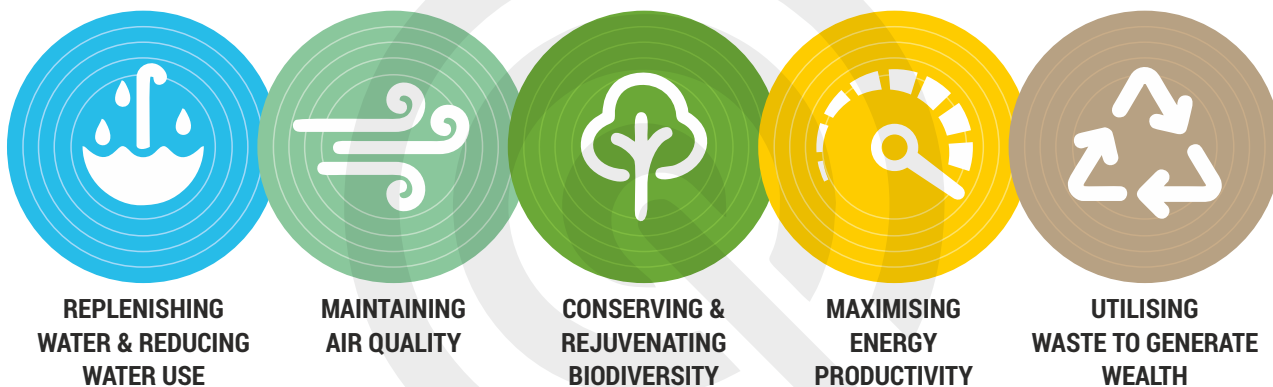 REPLENISHING
WATER & REDUCING
WATER USE
MAINTAINING
AIR QUALITY
CONSERVING &
REJUVENATING
BIODIVERSITY
MAXIMISING
ENERGY
PRODUCTIVITY
UTILISING
WASTE TO GENERATE
WEALTH